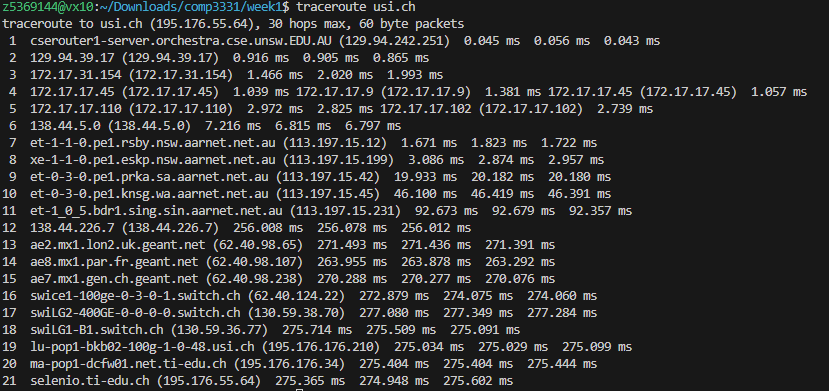 z5369144@vx10:~/Downloads/comp3331/week1$ traceroute usi.ch
traceroute to usi.ch (195.176.55.64), 30 hops max, 60 byte packets
 1  cserouter1-server.orchestra.cse.unsw.EDU.AU (129.94.242.251)  0.045 ms  0.056 ms  0.043 ms
 2  129.94.39.17 (129.94.39.17)  0.916 ms  0.905 ms  0.865 ms
 3  172.17.31.154 (172.17.31.154)  1.466 ms  2.020 ms  1.993 ms
 4  172.17.17.45 (172.17.17.45)  1.039 ms 172.17.17.9 (172.17.17.9)  1.381 ms 172.17.17.45 (172.17.17.45)  1.057 ms
 5  172.17.17.110 (172.17.17.110)  2.972 ms  2.825 ms 172.17.17.102 (172.17.17.102)  2.739 ms
 6  138.44.5.0 (138.44.5.0)  7.216 ms  6.815 ms  6.797 ms
 7  et-1-1-0.pe1.rsby.nsw.aarnet.net.au (113.197.15.12)  1.671 ms  1.823 ms  1.722 ms
 8  xe-1-1-0.pe1.eskp.nsw.aarnet.net.au (113.197.15.199)  3.086 ms  2.874 ms  2.957 ms
 9  et-0-3-0.pe1.prka.sa.aarnet.net.au (113.197.15.42)  19.933 ms  20.182 ms  20.180 ms
10  et-0-3-0.pe1.knsg.wa.aarnet.net.au (113.197.15.45)  46.100 ms  46.419 ms  46.391 ms
11  et-1_0_5.bdr1.sing.sin.aarnet.net.au (113.197.15.231)  92.673 ms  92.679 ms  92.357 ms
12  138.44.226.7 (138.44.226.7)  256.008 ms  256.078 ms  256.012 ms
13  ae2.mx1.lon2.uk.geant.net (62.40.98.65)  271.493 ms  271.436 ms  271.391 ms
14  ae8.mx1.par.fr.geant.net (62.40.98.107)  263.955 ms  263.878 ms  263.292 ms
15  ae7.mx1.gen.ch.geant.net (62.40.98.238)  270.288 ms  270.277 ms  270.076 ms
16  swice1-100ge-0-3-0-1.switch.ch (62.40.124.22)  272.879 ms  274.075 ms  274.060 ms
17  swiLG2-400GE-0-0-0-0.switch.ch (130.59.38.70)  277.080 ms  277.349 ms  277.284 ms
18  swiLG1-B1.switch.ch (130.59.36.77)  275.714 ms  275.509 ms  275.091 ms
19  lu-pop1-bkb02-100g-1-0-48.usi.ch (195.176.176.210)  275.034 ms  275.029 ms  275.099 ms
20  ma-pop1-dcfw01.net.ti-edu.ch (195.176.176.34)  275.404 ms  275.404 ms  275.444 ms
21  selenio.ti-edu.ch (195.176.55.64)  275.365 ms  274.948 ms  275.602 ms